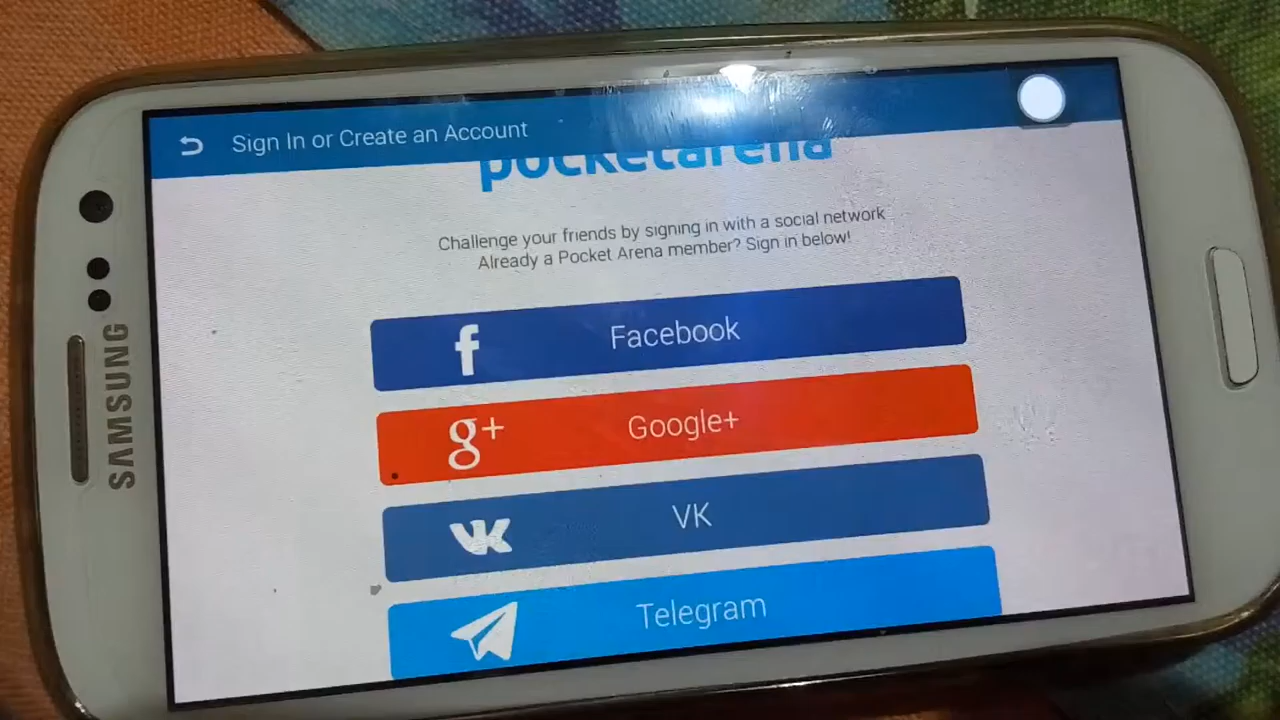 Sign In or Create an Account
pocketarena
Challenge your friends by signing in with a social network
Already a Pocket Arena member? Sign in below!
f Facebook
g+ Google+
VK VK
Telegram
SAMSUNG